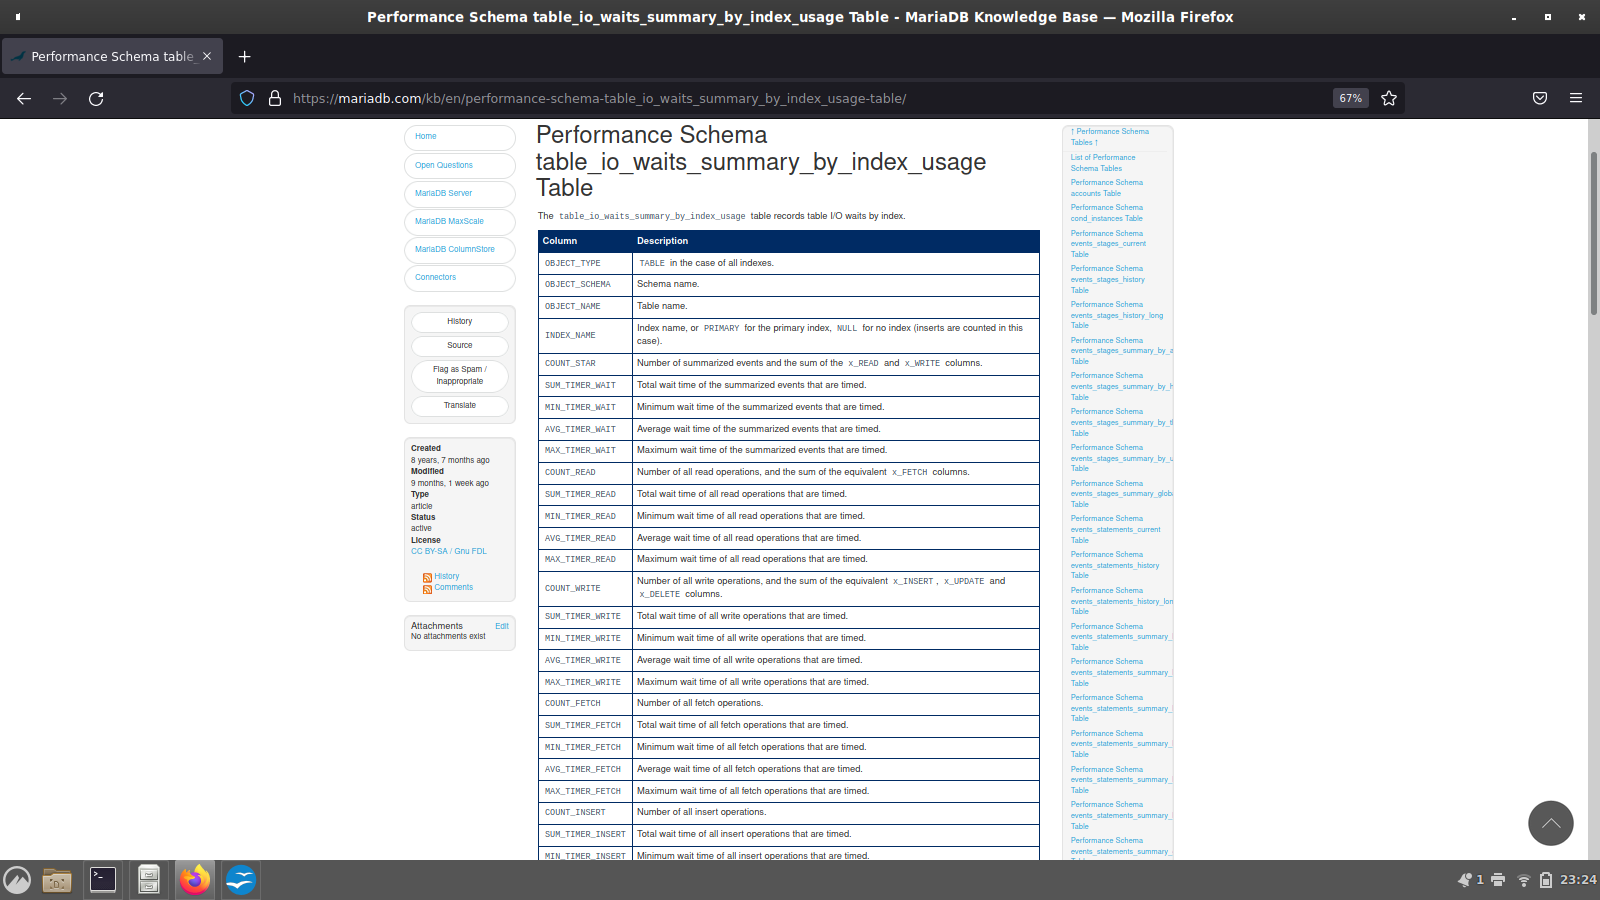 Performance Schema table_io_waits_summary_by_index_usage Table - MariaDB Knowledge Base — Mozilla Firefox
Performance Schema table_
https://mariadb.com/kb/en/performance-schema-table_io_waits_summary_by_index_usage-table/
67%
Home
Open Questions
MariaDB Server
MariaDB MaxScale
MariaDB ColumnStore
Connectors
History
Source
Flag as Spam /
Inappropriate
Translate
Created
8 years, 7 months ago
Modified
9 months, 1 week ago
Type
article
Status
active
License
CC BY-SA / Gnu FDL
History
Comments
Attachments Edit
No attachments exist
Performance Schema
table_io_waits_summary_by_index_usage
Table
The table_io_waits_summary_by_index_usage table records table I/O waits by index.
Column Description
OBJECT_TYPE TABLE in the case of all indexes.
OBJECT_SCHEMA Schema name.
OBJECT_NAME Table name.
INDEX_NAME Index name, or PRIMARY for the primary index, NULL for no index (inserts are counted in this
case).
COUNT_STAR Number of summarized events and the sum of the x_READ and x_WRITE columns.
SUM_TIMER_WAIT Total wait time of the summarized events that are timed.
MIN_TIMER_WAIT Minimum wait time of the summarized events that are timed.
AVG_TIMER_WAIT Average wait time of the summarized events that are timed.
MAX_TIMER_WAIT Maximum wait time of the summarized events that are timed.
COUNT_READ Number of all read operations, and the sum of the equivalent x_FETCH columns.
SUM_TIMER_READ Total wait time of all read operations that are timed.
MIN_TIMER_READ Minimum wait time of all read operations that are timed.
AVG_TIMER_READ Average wait time of all read operations that are timed.
MAX_TIMER_READ Maximum wait time of all read operations that are timed.
COUNT_WRITE Number of all write operations, and the sum of the equivalent x_INSERT , x_UPDATE and
x_DELETE columns.
SUM_TIMER_WRITE Total wait time of all write operations that are timed.
MIN_TIMER_WRITE Minimum wait time of all write operations that are timed.
AVG_TIMER_WRITE Average wait time of all write operations that are timed.
MAX_TIMER_WRITE Maximum wait time of all write operations that are timed.
COUNT_FETCH Number of all fetch operations.
SUM_TIMER_FETCH Total wait time of all fetch operations that are timed.
MIN_TIMER_FETCH Minimum wait time of all fetch operations that are timed.
AVG_TIMER_FETCH Average wait time of all fetch operations that are timed.
MAX_TIMER_FETCH Maximum wait time of all fetch operations that are timed.
COUNT_INSERT Number of all insert operations.
SUM_TIMER_INSERT Total wait time of all insert operations that are timed.
MIN_TIMER_INSERT Minimum wait time of all insert operations that are timed.
↑ Performance Schema
Tables ↑
List of Performance
Schema Tables
Performance Schema
accounts Table
Performance Schema
cond_instances Table
Performance Schema
events_stages_current
Table
Performance Schema
events_stages_history
Table
Performance Schema
events_stages_history_long
Table
Performance Schema
events_stages_summary_by_a
Table
Performance Schema
events_stages_summary_by_h
Table
Performance Schema
events_stages_summary_by_t
Table
Performance Schema
events_stages_summary_by_u
Table
Performance Schema
events_stages_summary_glob
Table
Performance Schema
events_statements_current
Table
Performance Schema
events_statements_history
Table
Performance Schema
events_statements_history_lon
Table
Performance Schema
events_statements_summary_
Table
Performance Schema
events_statements_summary_
Table
Performance Schema
events_statements_summary_
Table
Performance Schema
events_statements_summary_
Table
Performance Schema
events_statements_summary_
Table
Performance Schema
events_statements_summary_
Table
Performance Schema
events_statements_summary_
1
23:24